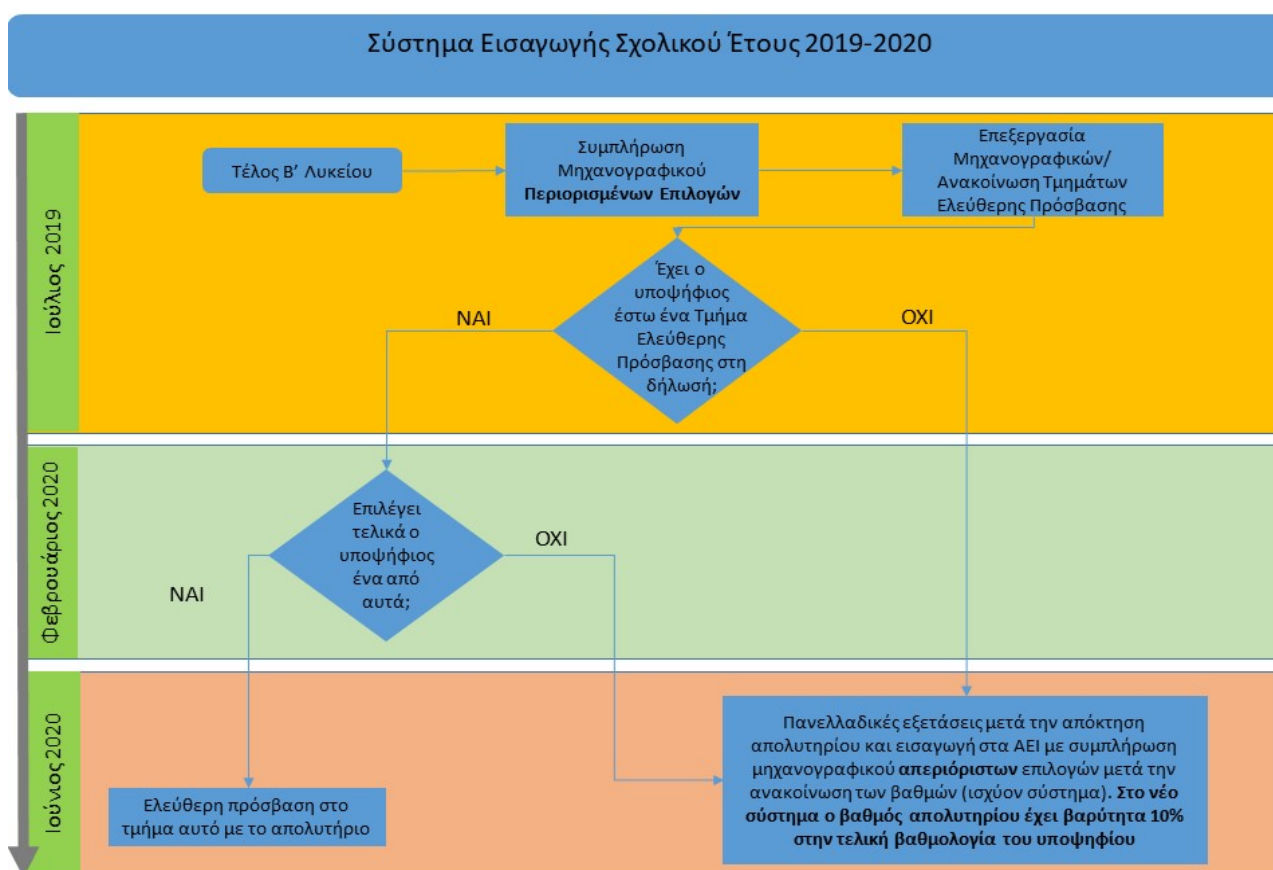 Σύστημα Εισαγωγής Σχολικού Έτους 2019-2020
Ιούλιος 2019
Τέλος Β’ Λυκείου
Συμπλήρωση
Μηχανογραφικού
Περιορισμένων Επιλογών
Επεξεργασία
Μηχανογραφικών/
Ανακοίνωση Τμημάτων
Ελεύθερης Πρόσβασης
Έχει ο
υποψήφιος
έστω ένα Τμήμα
Ελεύθερης
Πρόσβασης στη
δήλωσή;
ΝΑΙ
ΟΧΙ
Φεβρουάριος 2020
Επιλέγει
τελικά ο
υποψήφιος
ένα από
αυτά;
ΝΑΙ
ΟΧΙ
Ιούνιος 2020
Ελεύθερη πρόσβαση στο
τμήμα αυτό με το απολυτήριο
Πανελλαδικές εξετάσεις μετά την απόκτηση
απολυτηρίου και εισαγωγή στα ΑΕΙ με συμπλήρωση
μηχανογραφικού απεριόριστων επιλογών μετά την
ανακοίνωση των βαθμών (ισχύον σύστημα). Στο νέο
σύστημα ο βαθμός απολυτηρίου έχει βαρύτητα 10%
στην τελική βαθμολογία του υποψηφίου